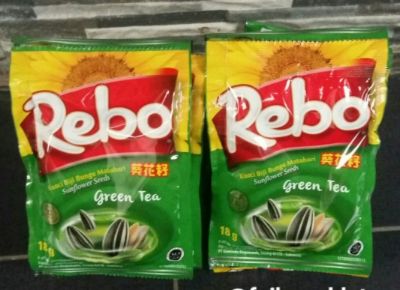 Rebo
葵花籽
Kuaci Biji Bunga Matahari
Sunflower Seeds
Green Tea
18g
Rebo
葵花籽
Kuaci Biji Bunga Matahari
Sunflower Seeds
Green Tea
18g